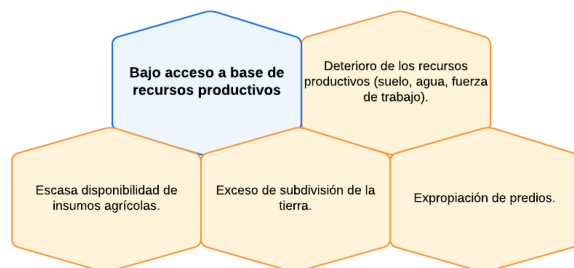 Bajo acceso a base de
recursos productivos
Deterioro de los recursos
productivos (suelo, agua, fuerza
de trabajo).
Escasa disponibilidad de
insumos agrícolas.
Exceso de subdivisión de la
tierra.
Expropiación de predios.